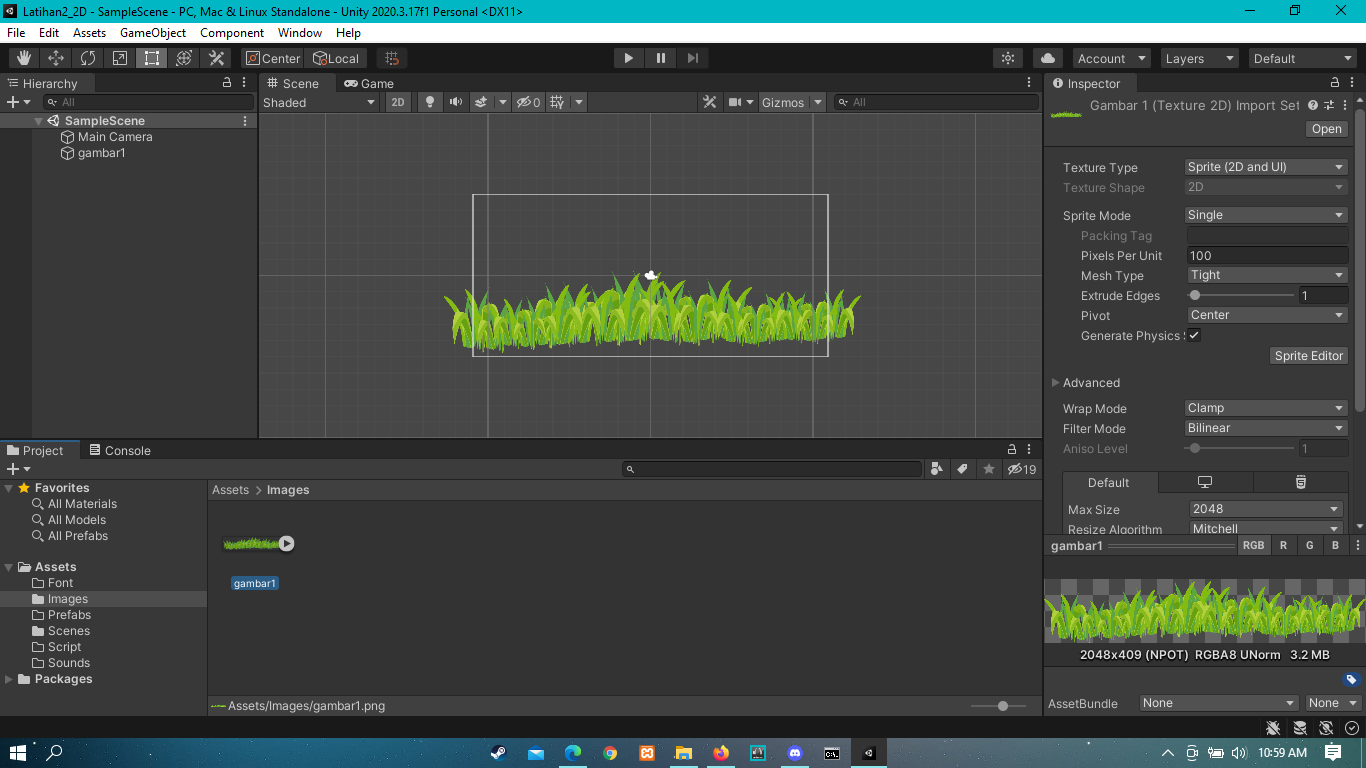 Latihan2_2D - SampleScene - PC, Mac & Linux Standalone - Unity 2020.3.17f1 Personal <DX11>
File Edit Assets GameObject Component Window Help
Center Local Account Layers Default
Hierarchy
All
SampleScene
Main Camera
gambar1
Scene Game
Shaded 2D 0 Gizmos All
Inspector
Gambar 1 (Texture 2D) Import Set
Open
Texture Type Sprite (2D and UI)
Texture Shape 2D
Sprite Mode Single
Packing Tag
Pixels Per Unit 100
Mesh Type Tight
Extrude Edges 1
Pivot Center
Generate Physics S
Sprite Editor
Advanced
Wrap Mode Clamp
Filter Mode Bilinear
Aniso Level 1
Default
Max Size 2048
Resize Algorithm Mitchell
gambar1 RGB R G B
2048x409 (NPOT) RGBA8 UNorm 3.2 MB
AssetBundle None None
Project Console
19
Favorites
All Materials
All Models
All Prefabs
Assets
Font
Images
Prefabs
Scenes
Script
Sounds
Packages
Assets > Images
gambar1
Assets/Images/gambar1.png
10:59 AM